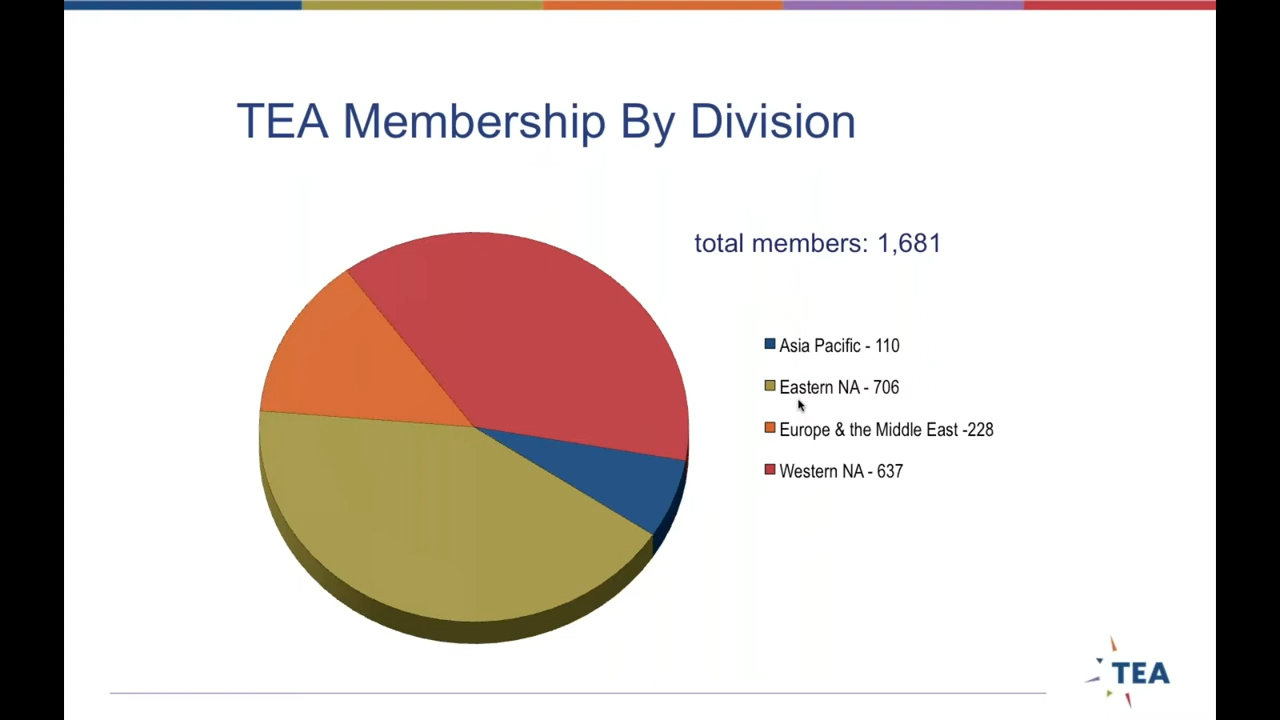 TEA Membership By Division
total members: 1,681
Asia Pacific - 110
Eastern NA - 706
Europe & the Middle East -228
Western NA - 637
TEA